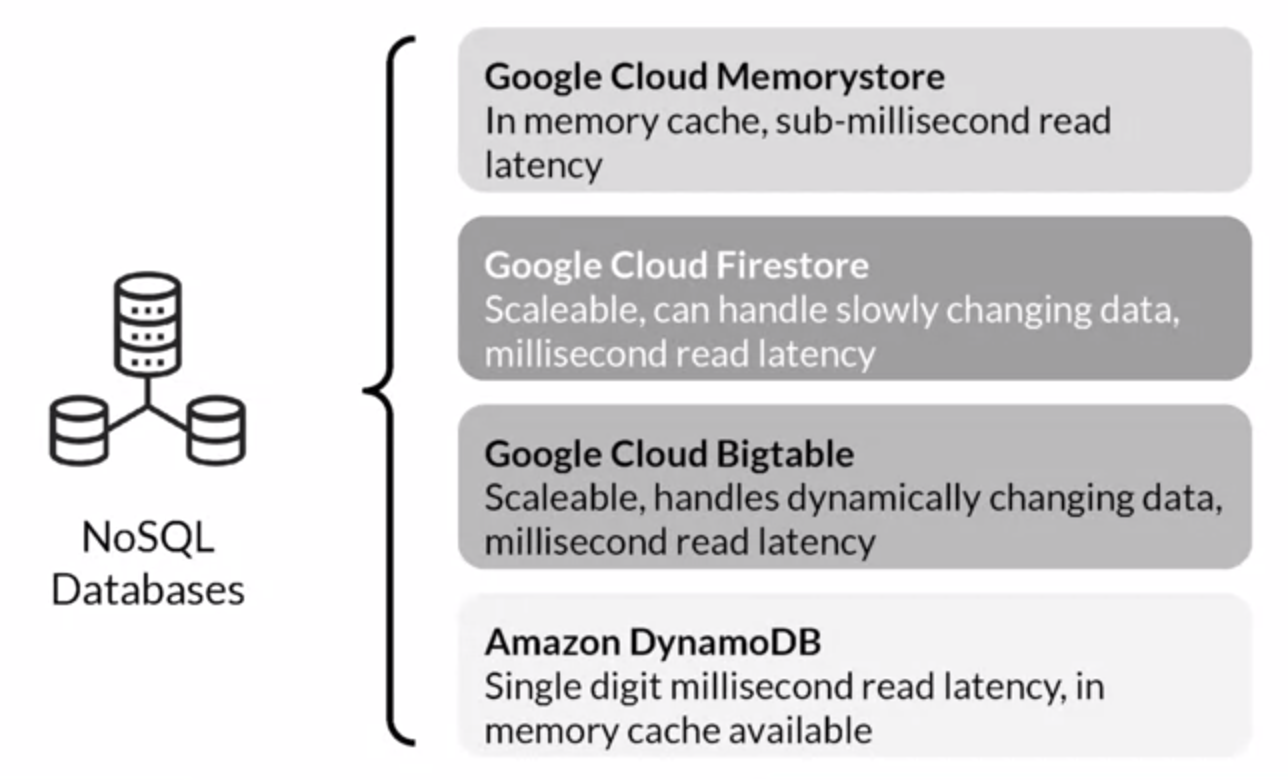 Google Cloud Memorystore
In memory cache, sub-millisecond read
latency
Google Cloud Firestore
Scaleable, can handle slowly changing data,
millisecond read latency
Google Cloud Bigtable
Scaleable, handles dynamically changing data,
millisecond read latency
Amazon DynamoDB
Single digit millisecond read latency, in
memory cache available
NoSQL
Databases